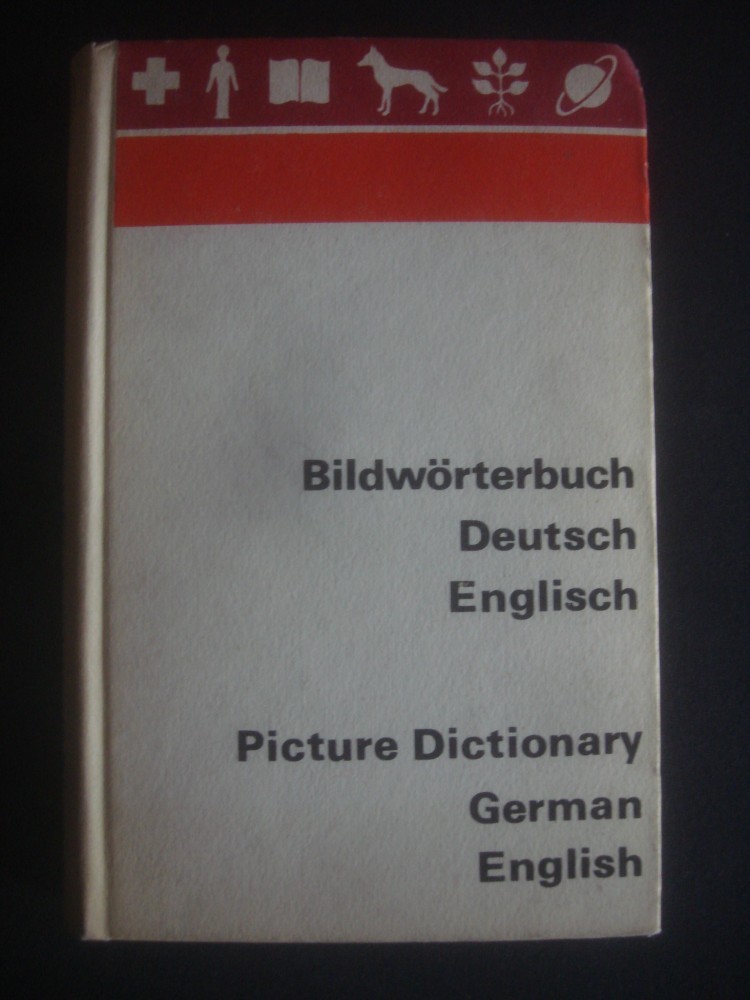 Bildwörterbuch
Deutsch
Englisch
Picture Dictionary
German
English